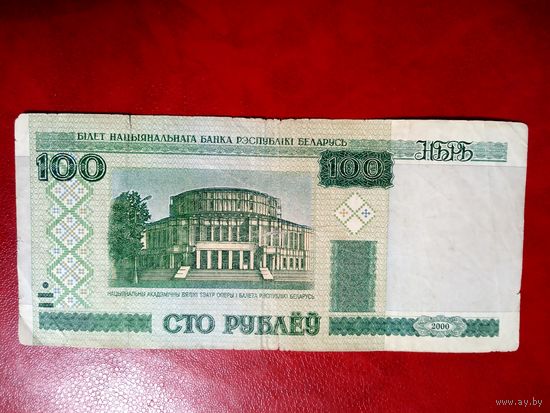 БІЛЕТ НАЦЫЯНАЛЬНАГА БАНКА РЭСПУБЛІКІ БЕЛАРУСЬ
НБРБ
100
100
НАЦЫЯНАЛЬНЫ АКАДЭМІЧНЫ ВЯЛІКІ ТЭАТР ОПЕРЫ І БАЛЕТА РЭСПУБЛІКІ БЕЛАРУСЬ
СТО РУБЛЁЎ
2000
www.ay.by